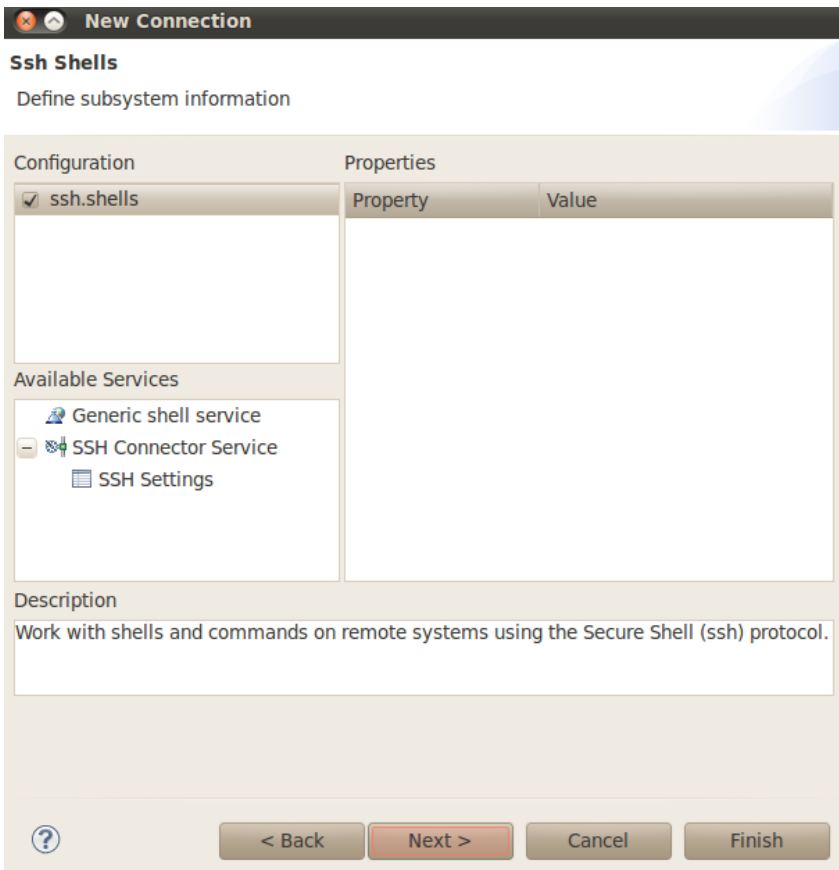 New Connection
Ssh Shells
Define subsystem information
Configuration
Properties
ssh.shells
Property
Value
Available Services
Generic shell service
SSH Connector Service
SSH Settings
Description
Work with shells and commands on remote systems using the Secure Shell (ssh) protocol.
?
< Back
Next >
Cancel
Finish